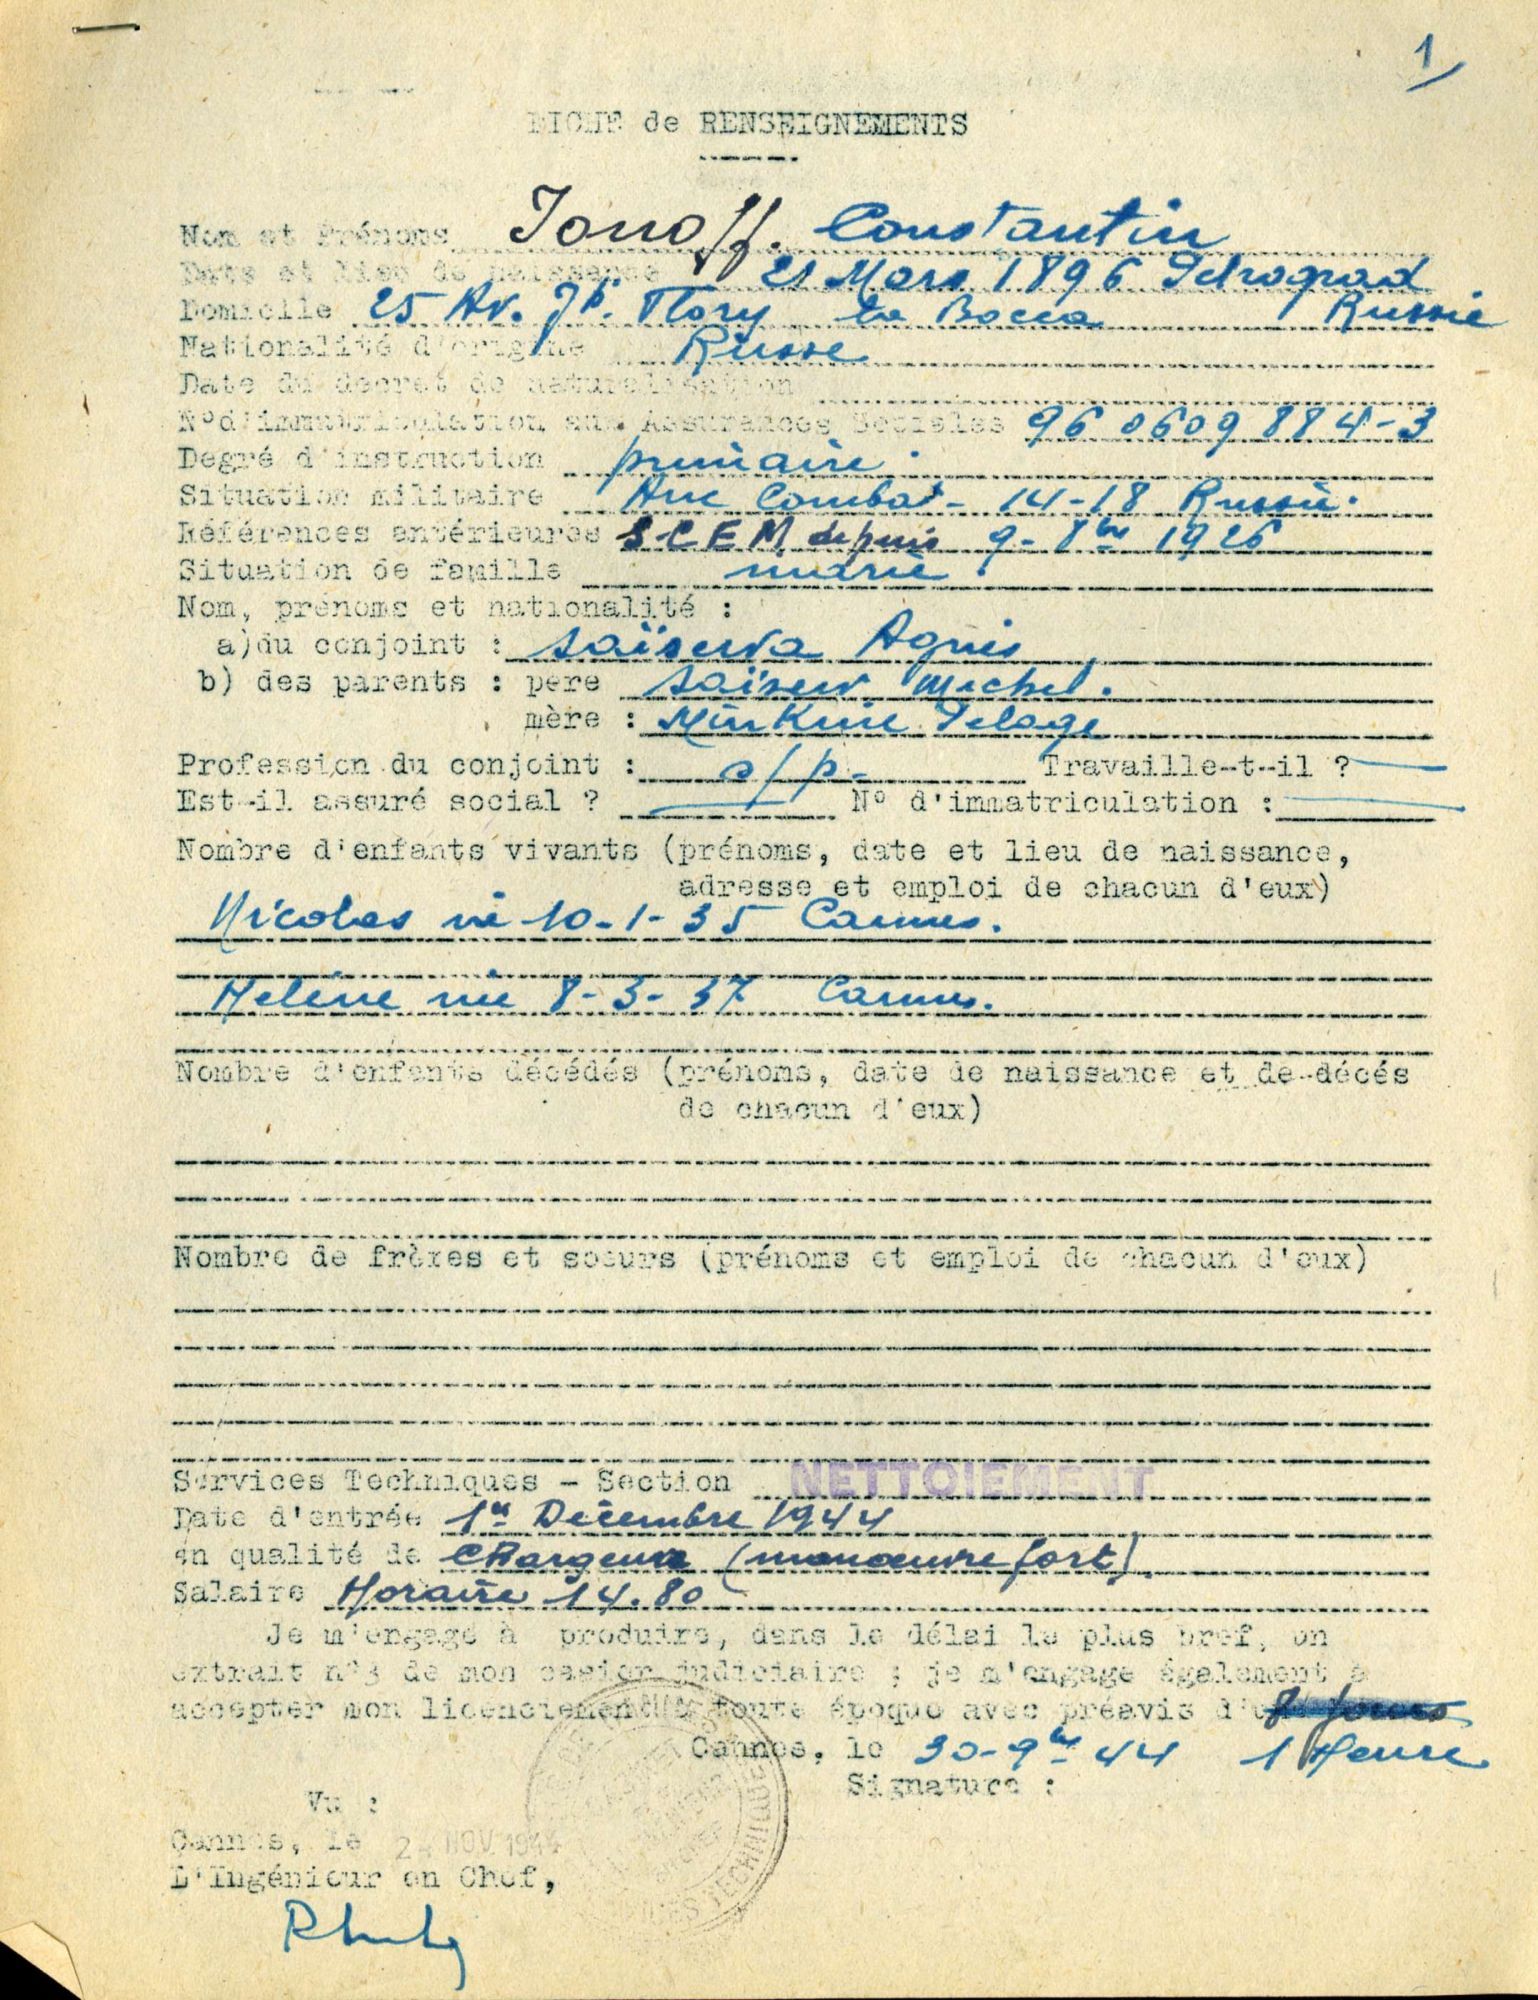 1
FICHE de RENSEIGNEMENTS
Nom et Prénoms Jonoff. Constantin
Date et lieu de naissance 21 Mars 1896 Petrograd
Russie
Domicile 25 Av. Jh. Flory la Bocca
Nationalité d'origine Russe
Date du décret de naturalisation
N°d'immatriculation aux Assurances Sociales 96 0609 884-3
Degré d'instruction primaire.
Situation militaire Anc Combat- 14-18 Russie.
Références antérieures S.C.E.M. depuis 9-8bre 1926
Situation de famille marié.
Nom, prénoms et nationalité :
a)du conjoint : Agnès
b) des parents : père Michel.
mère : Pelage
Profession du conjoint : s/p. Travaille-t-il ? —
Est-il assuré social ? — N° d'immatriculation : —
Nombre d'enfants vivants (prénoms, date et lieu de naissance,
adresse et emploi de chacun d'eux)
Nicolas né 10-1-35 Cannes.
Helène née 8-3-37 Cannes.
Nombre d'enfants décédés (prénoms, date de naissance et de décés
de chacun d'eux)
Nombre de frères et soeurs (prénoms et emploi de chacun d'eux)
Services Techniques - Section NETTOIEMENT
Date d'entrée 1er Décembre 1944
en qualité de Chargeur (manoeuvre fort).
Salaire Horaire 14.80
Je m'engage à produire, dans le délai le plus bref, un
extrait n°3 de mon casier judiciaire ; je m'engage également à
accepter mon licenciement à toute époque avec préavis d'un 8 jours
Cannes, le 30-9bre 44 1 Heure
Signature :
Vu :
Cannes, le 2 NOV 1944
L'Ingénieur en Chef,